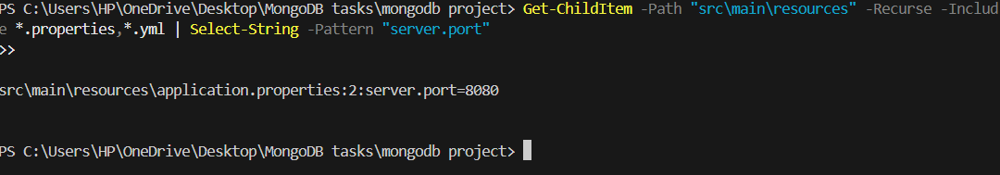 PS C:\Users\HP\OneDrive\Desktop\MongoDB tasks\mongodb project> Get-ChildItem -Path "src\main\resources" -Recurse -Includ
e *.properties,*.yml | Select-String -Pattern "server.port"
>>
src\main\resources\application.properties:2:server.port=8080
PS C:\Users\HP\OneDrive\Desktop\MongoDB tasks\mongodb project>